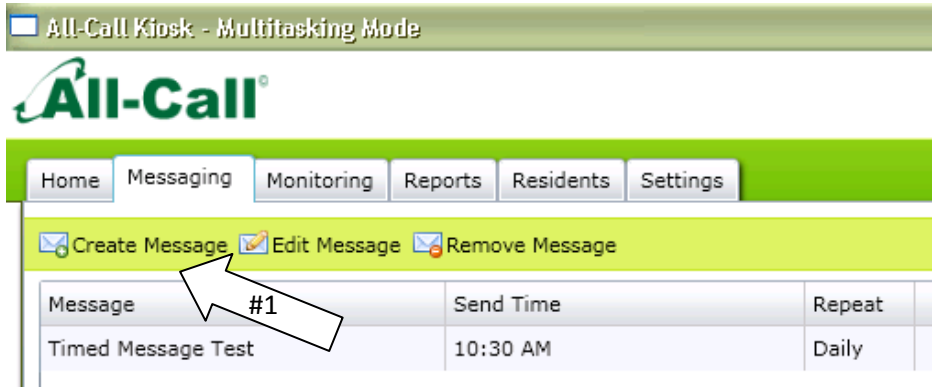 All-Call Kiosk - Multitasking Mode
All-Call©
Home Messaging Monitoring Reports Residents Settings
Create Message Edit Message Remove Message
#1
Message Send Time Repeat
Timed Message Test 10:30 AM Daily